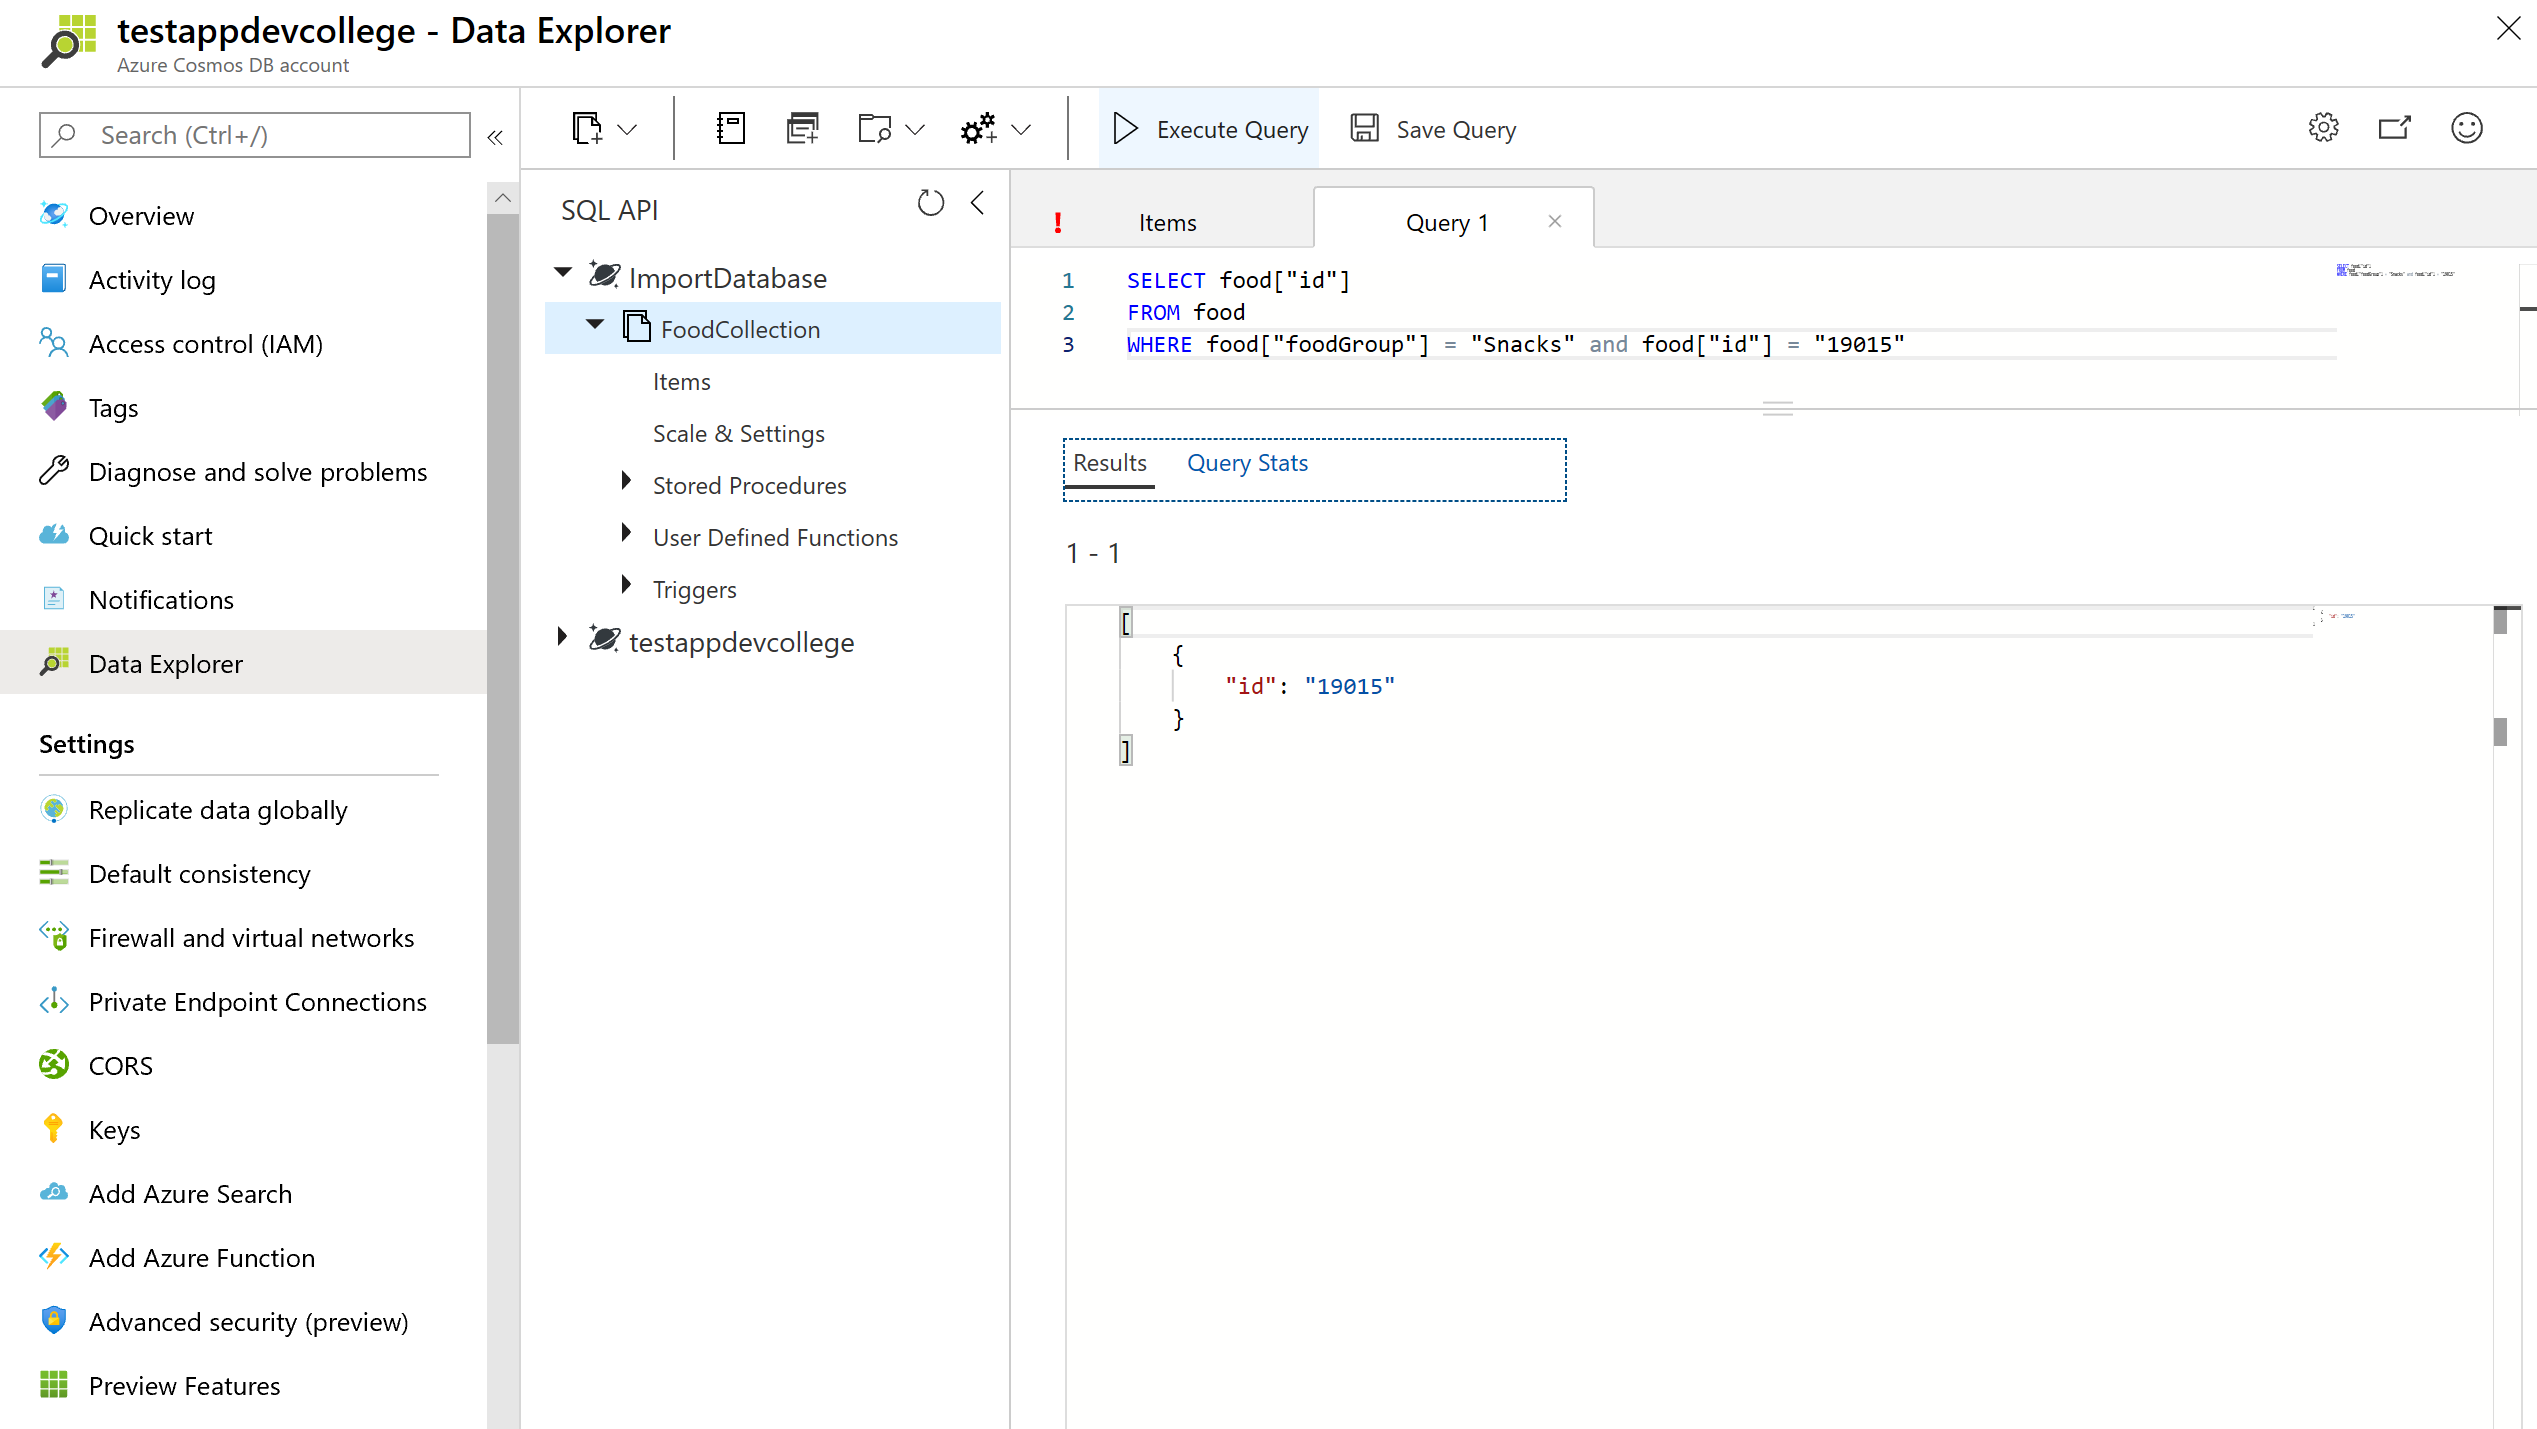 testappdevcollege - Data Explorer
Azure Cosmos DB account
Search (Ctrl+/)
Overview
Activity log
Access control (IAM)
Tags
Diagnose and solve problems
Quick start
Notifications
Data Explorer
Settings
Replicate data globally
Default consistency
Firewall and virtual networks
Private Endpoint Connections
CORS
Keys
Add Azure Search
Add Azure Function
Advanced security (preview)
Preview Features
Execute Query
Save Query
SQL API
ImportDatabase
FoodCollection
Items
Scale & Settings
Stored Procedures
User Defined Functions
Triggers
testappdevcollege
! Items
Query 1
1 SELECT food["id"]
2 FROM food
3 WHERE food["foodGroup"] = "Snacks" and food["id"] = "19015"
Results Query Stats
1 - 1
[
{
"id": "19015"
}
]